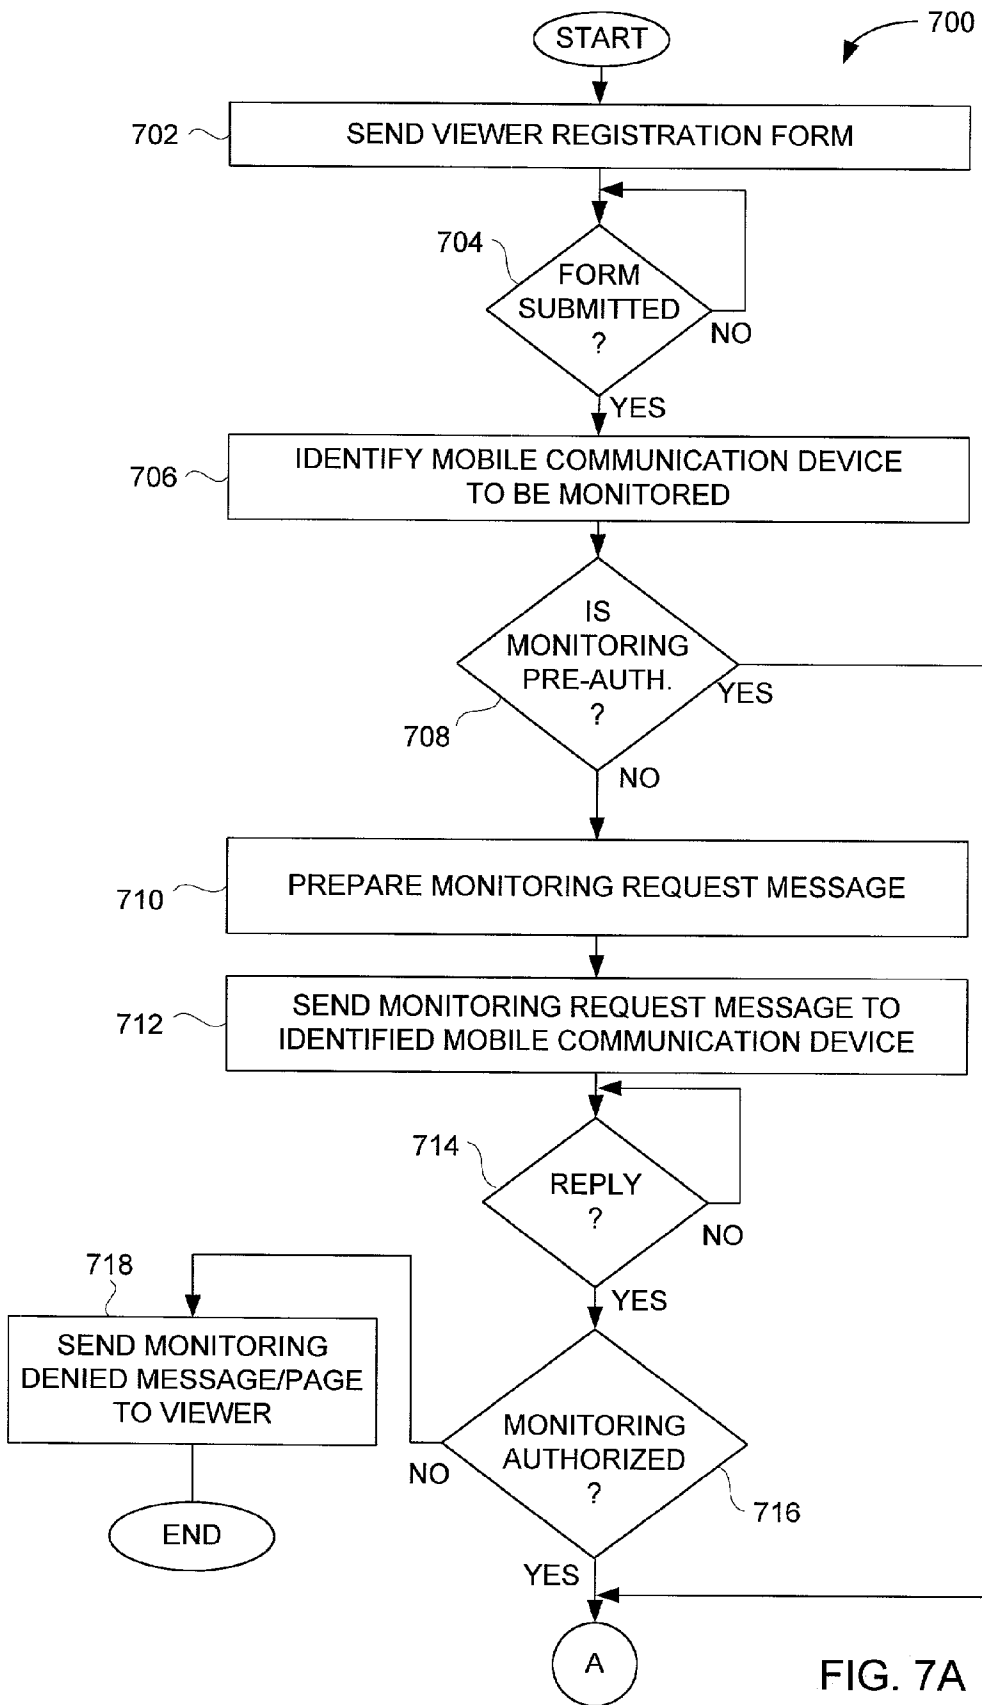 START
700
702
SEND VIEWER REGISTRATION FORM
704
FORM
SUBMITTED
?
NO
YES
706
IDENTIFY MOBILE COMMUNICATION DEVICE
TO BE MONITORED
IS
MONITORING
PRE-AUTH.
?
YES
708
NO
710
PREPARE MONITORING REQUEST MESSAGE
712
SEND MONITORING REQUEST MESSAGE TO
IDENTIFIED MOBILE COMMUNICATION DEVICE
714
REPLY
?
NO
YES
718
SEND MONITORING
DENIED MESSAGE/PAGE
TO VIEWER
MONITORING
AUTHORIZED
?
NO
716
END
YES
A
FIG. 7A